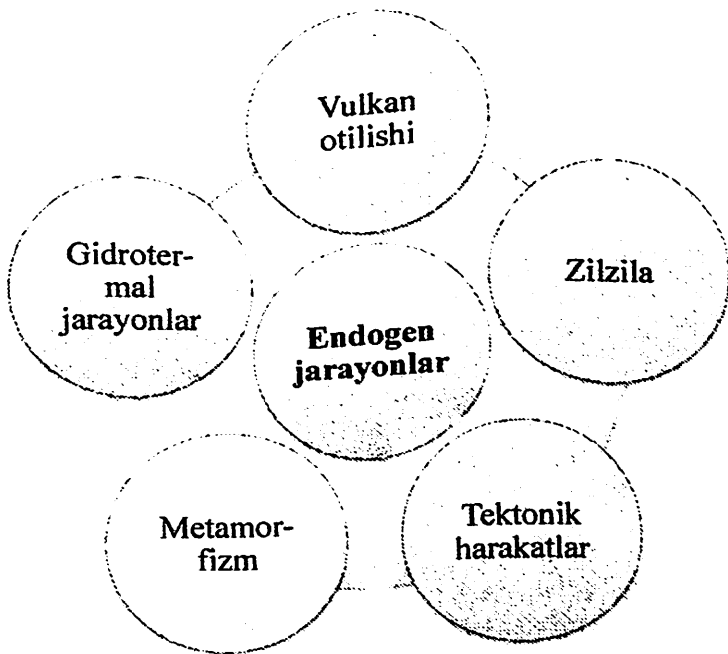 Vulkan
otilishi
Gidroter-
mal
jarayonlar
Zilzila
Endogen
jarayonlar
Metamor-
fizm
Tektonik
harakatlar